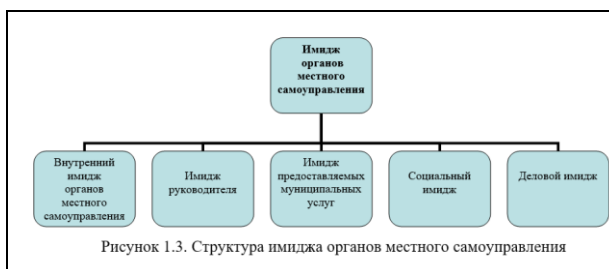 Имидж
органов
местного
самоуправления
Внутренний
имидж
органов
местного
самоуправления
Имидж
руководителя
Имидж
предоставляемых
муниципальных
услуг
Социальный
имидж
Деловой имидж
Рисунок 1.3. Структура имиджа органов местного самоуправления